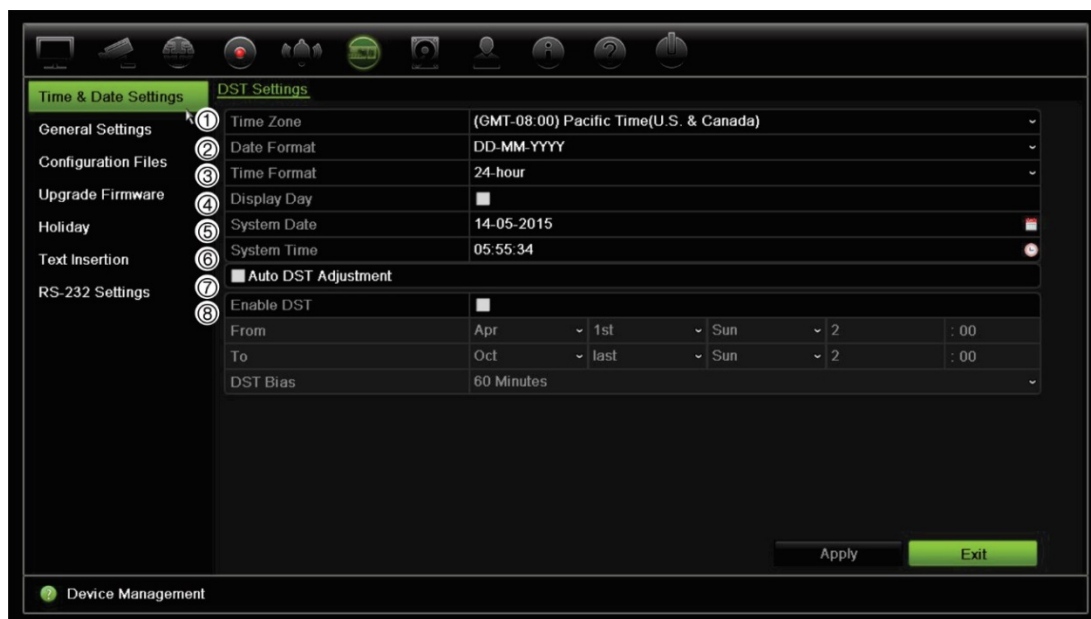 Time & Date Settings
General Settings
Configuration Files
Upgrade Firmware
Holiday
Text Insertion
RS-232 Settings
DST Settings
① Time Zone (GMT-08:00) Pacific Time(U.S. & Canada)
② Date Format DD-MM-YYYY
③ Time Format 24-hour
④ Display Day
⑤ System Date 14-05-2015
⑥ System Time 05:55:34
⑦ Auto DST Adjustment
⑧ Enable DST
From Apr 1st Sun 2 : 00
To Oct last Sun 2 : 00
DST Bias 60 Minutes
Apply Exit
? Device Management